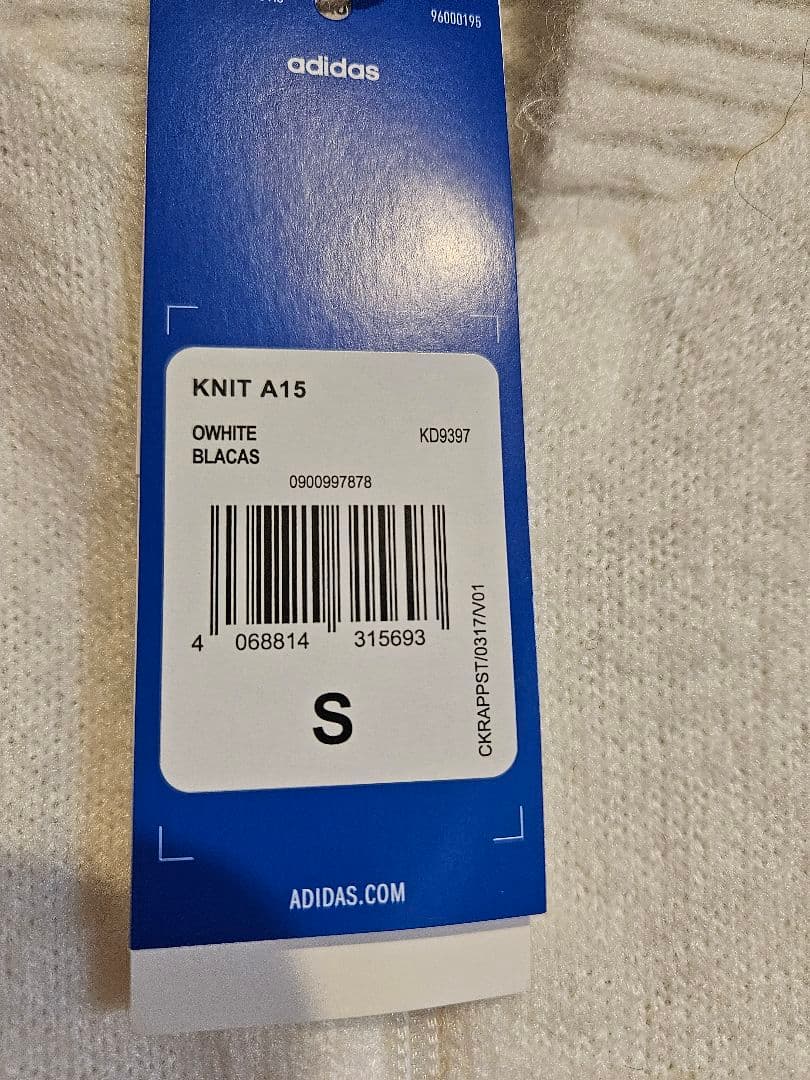 96000195
adidas
KNIT A15
OWHITE KD9397
BLACAS
0900997878
4 068814 315693
CKRAPPST/0317/V01
S
ADIDAS.COM